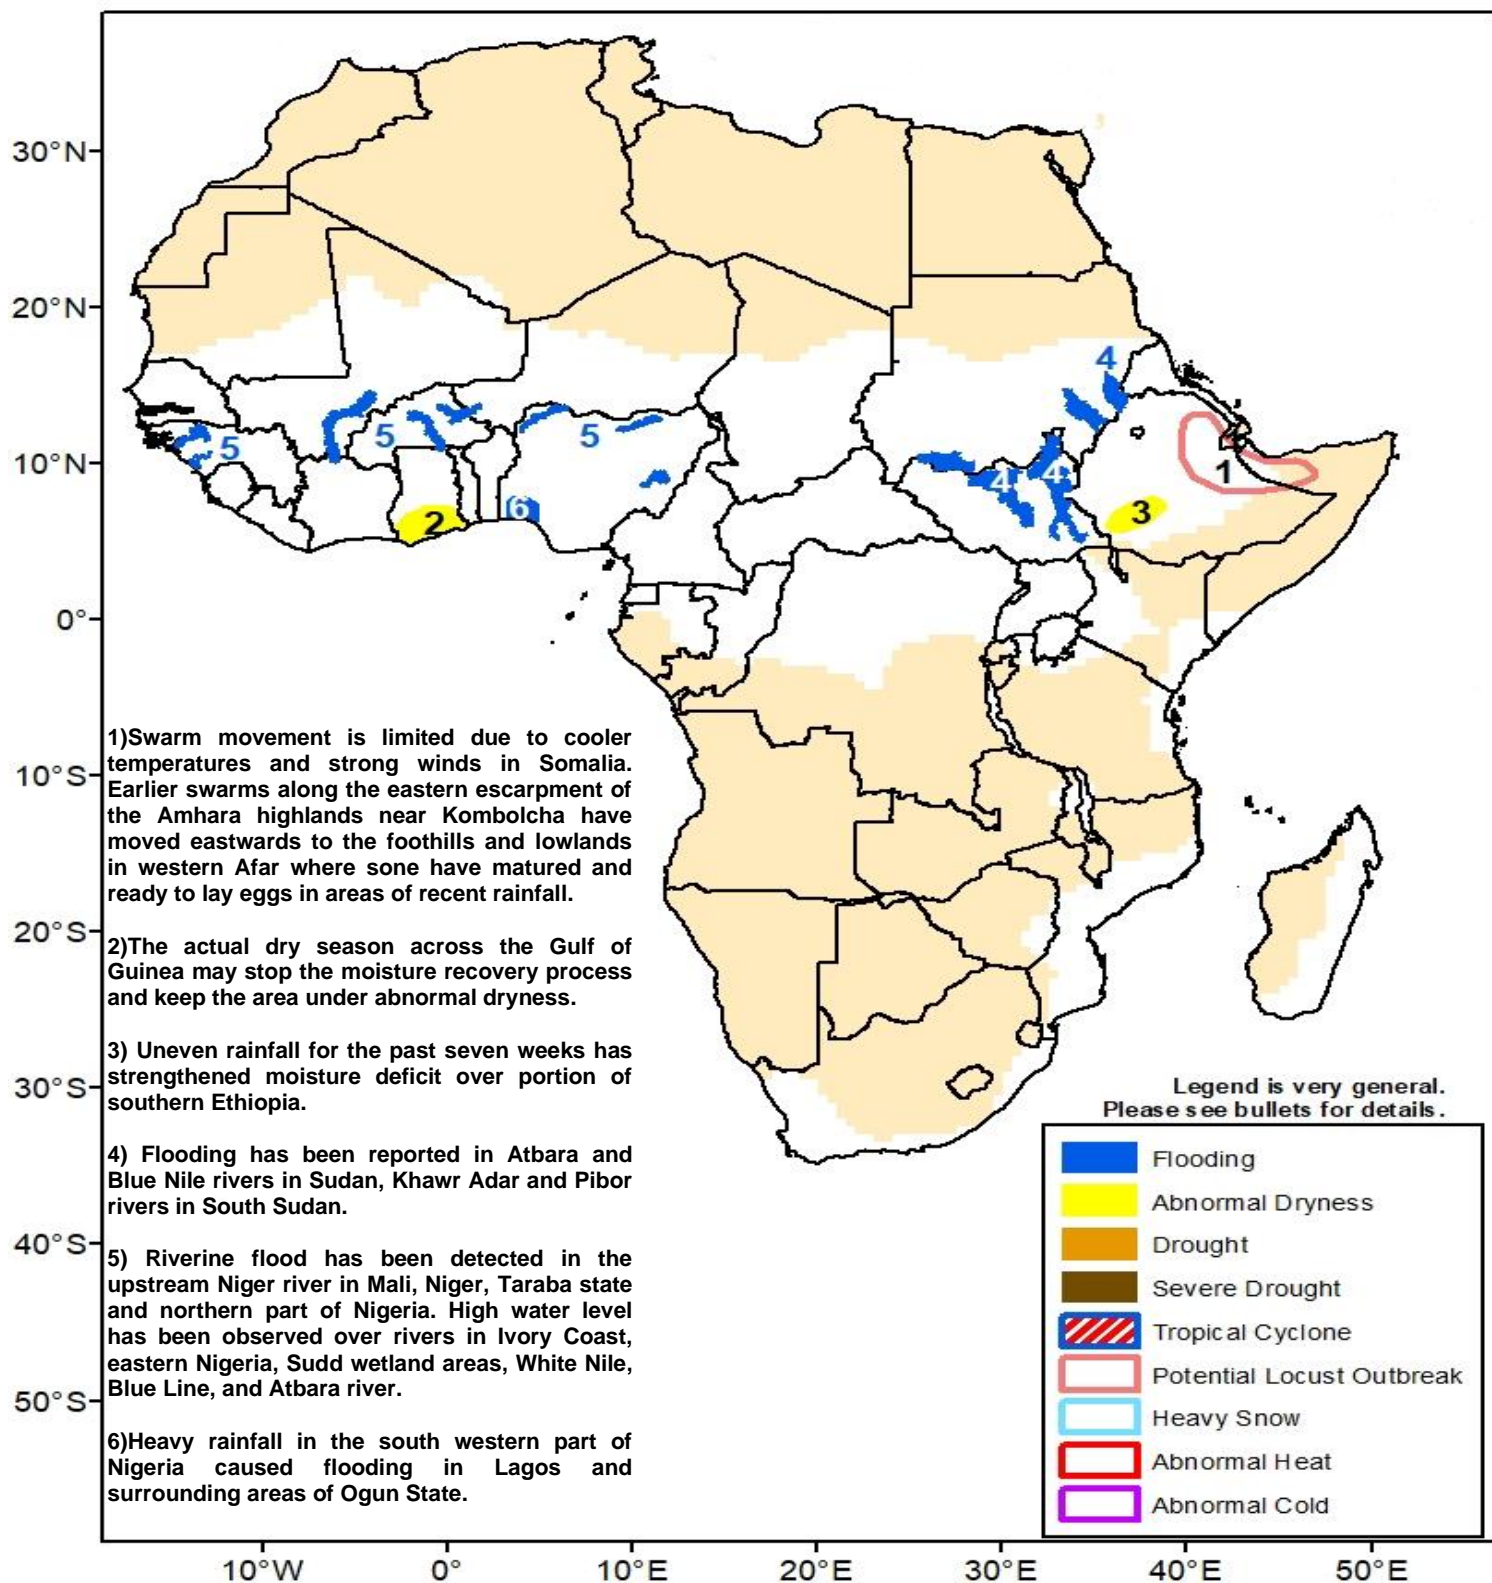 30°N
20°N
10°N
0°
10°S
20°S
30°S
40°S
50°S
10°W
0°
10°E
20°E
30°E
40°E
50°E
4
5
5
5
4
4
1
6
2
3
1)Swarm movement is limited due to cooler
temperatures and strong winds in Somalia.
Earlier swarms along the eastern escarpment of
the Amhara highlands near Kombolcha have
moved eastwards to the foothills and lowlands
in western Afar where sone have matured and
ready to lay eggs in areas of recent rainfall.
2)The actual dry season across the Gulf of
Guinea may stop the moisture recovery process
and keep the area under abnormal dryness.
3) Uneven rainfall for the past seven weeks has
strengthened moisture deficit over portion of
southern Ethiopia.
4) Flooding has been reported in Atbara and
Blue Nile rivers in Sudan, Khawr Adar and Pibor
rivers in South Sudan.
5) Riverine flood has been detected in the
upstream Niger river in Mali, Niger, Taraba state
and northern part of Nigeria. High water level
has been observed over rivers in Ivory Coast,
eastern Nigeria, Sudd wetland areas, White Nile,
Blue Line, and Atbara river.
6)Heavy rainfall in the south western part of
Nigeria caused flooding in Lagos and
surrounding areas of Ogun State.
Legend is very general.
Please see bullets for details.
Flooding
Abnormal Dryness
Drought
Severe Drought
Tropical Cyclone
Potential Locust Outbreak
Heavy Snow
Abnormal Heat
Abnormal Cold